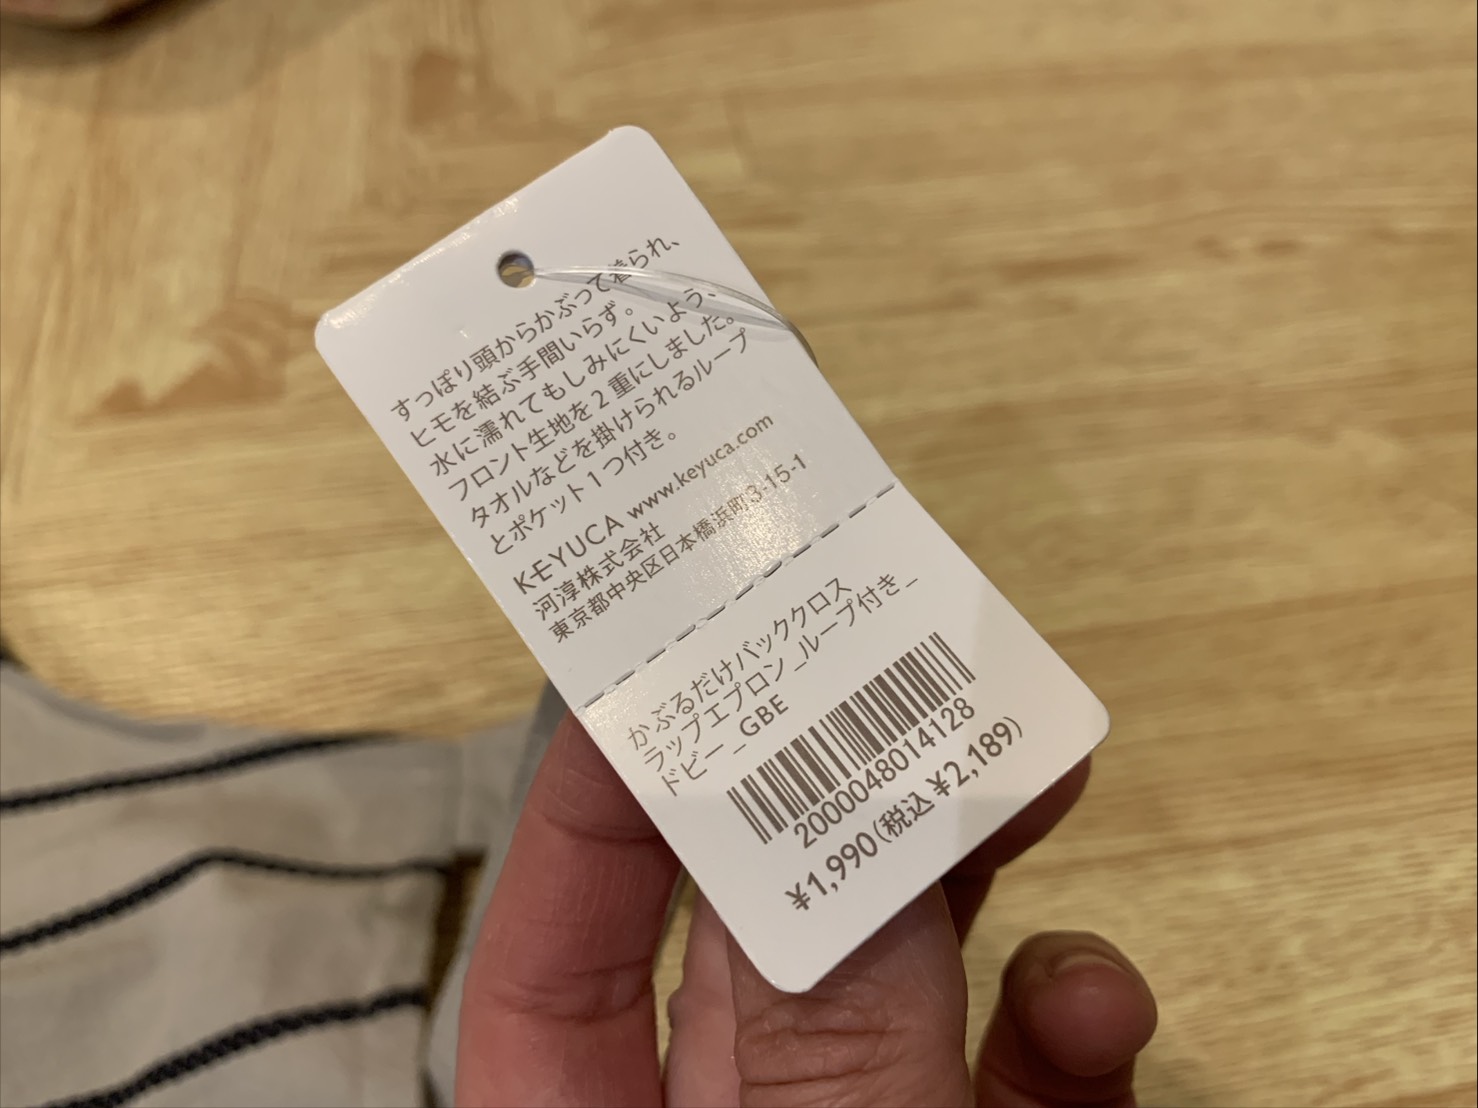 すっぽり頭からかぶって着られ、
ヒモを結ぶ手間いらず。
水に濡れてもしみにくいよう、
フロント生地を2重にしました。
タオルなどを掛けられるループ
とポケット1つ付き。
KEYUCA www.keyuca.com
河淳株式会社
東京都中央区日本橋浜町3-15-1
かぶるだけバッククロス
ラップエプロン_ループ付き_
ドビー_GBE
2000048014128
¥1,990(税込¥2,189)